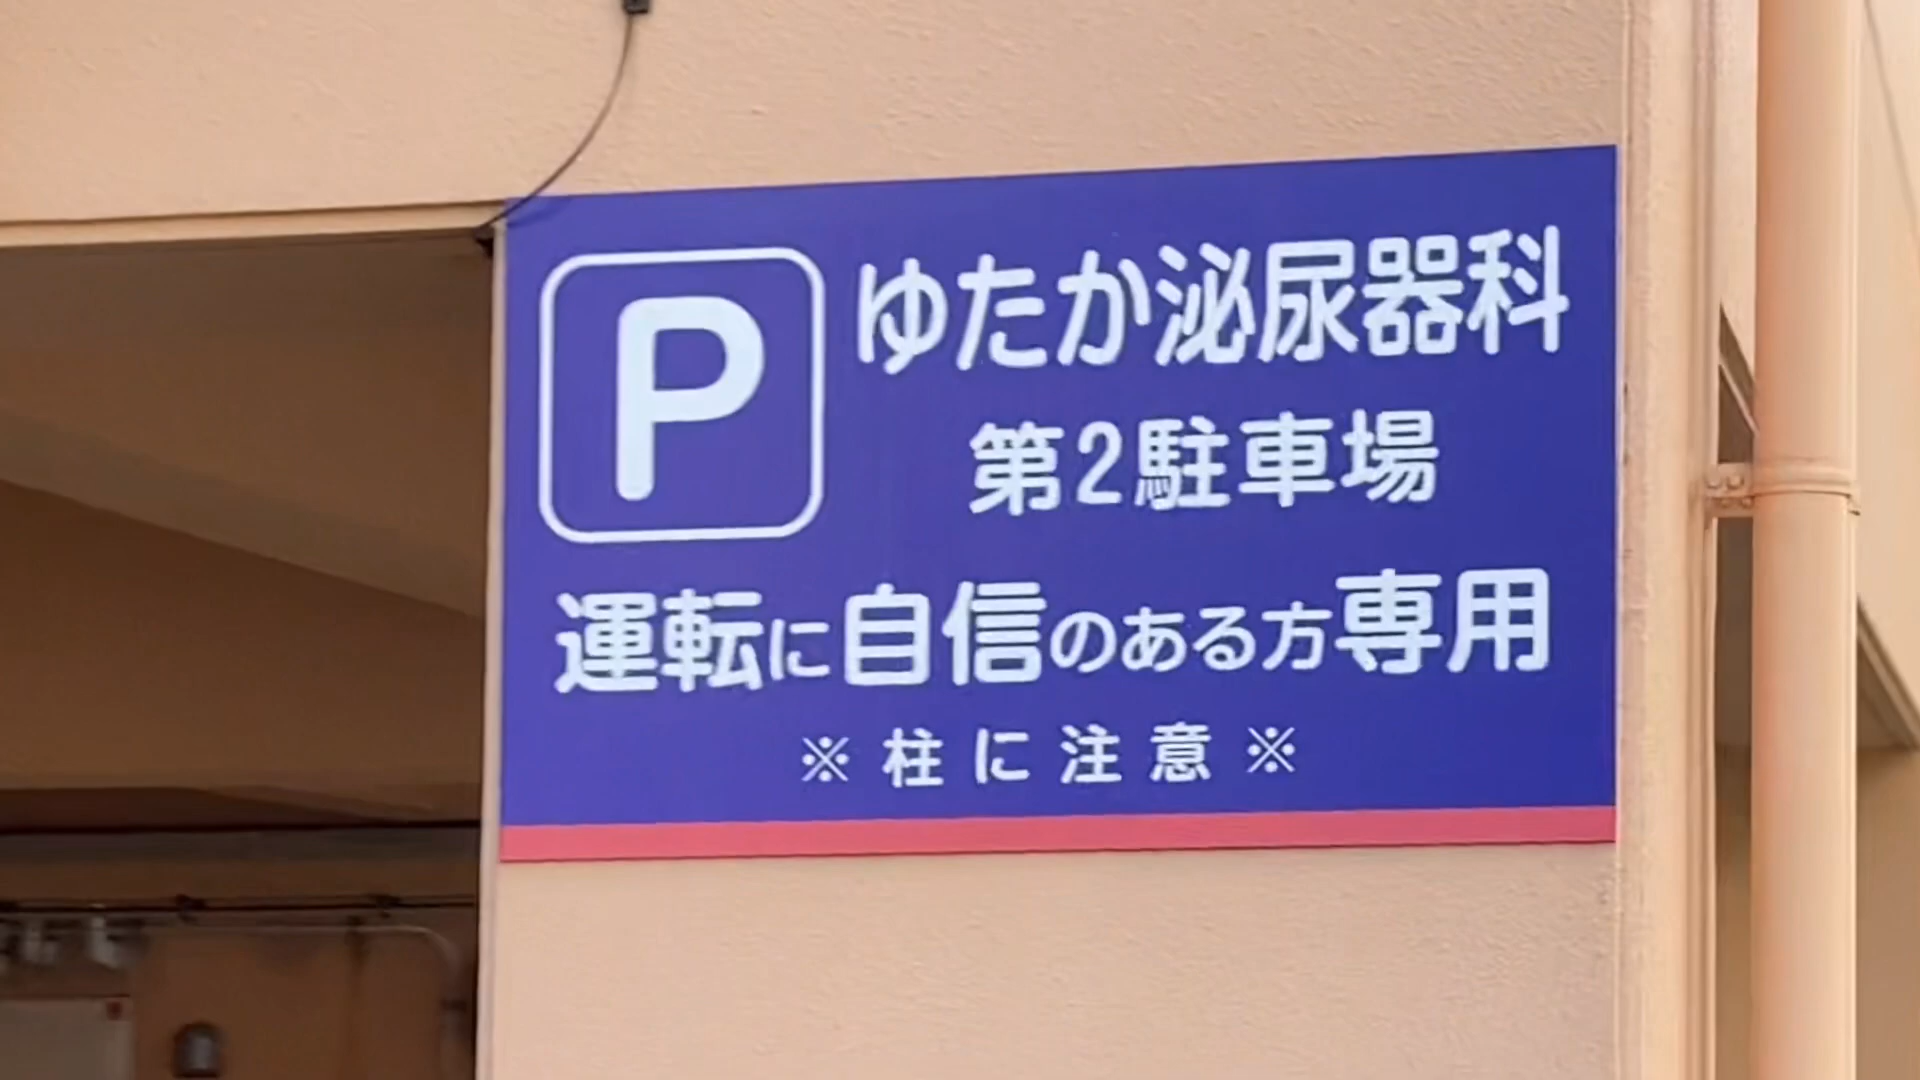 P
ゆたか泌尿器科
第2駐車場
運転に自信のある方専用
※柱に注意※